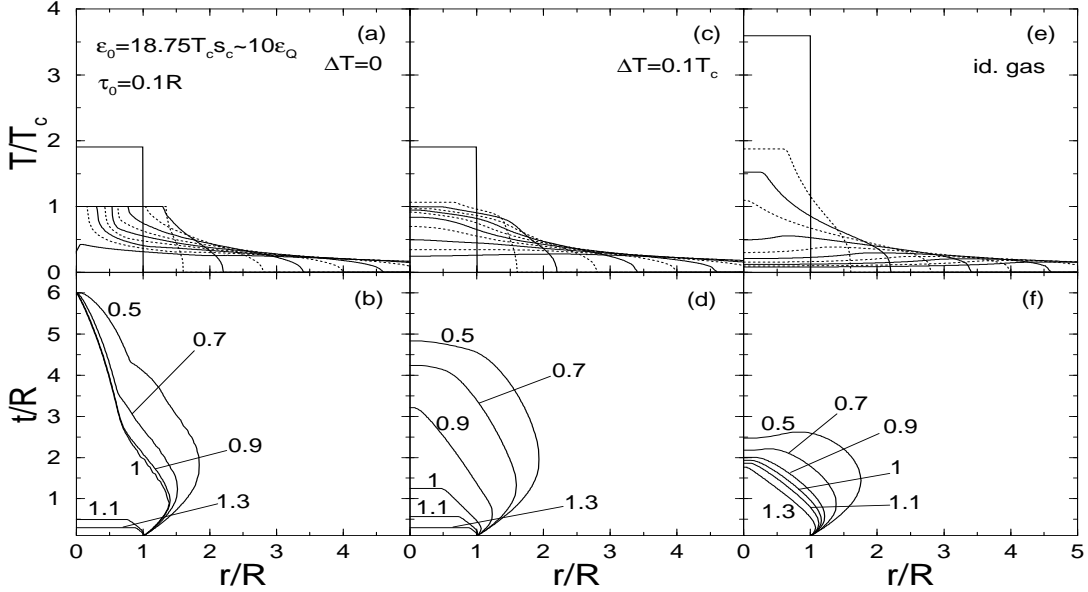 4
3
2
1
0
T/T_c
(a)
ε₀=18.75T_c s_c~10ε_Q
ΔT=0
τ₀=0.1R
(c)
ΔT=0.1T_c
(e)
id. gas
6
5
4
3
2
1
t/R
(b)
0.5
0.7
0.9
1
1.1
1.3
(d)
0.5
0.7
0.9
1
1.1
1.3
(f)
0.5
0.7
0.9
1
1.1
1.3
0 1 2 3 4 0 1 2 3 4 0 1 2 3 4 5
r/R r/R r/R